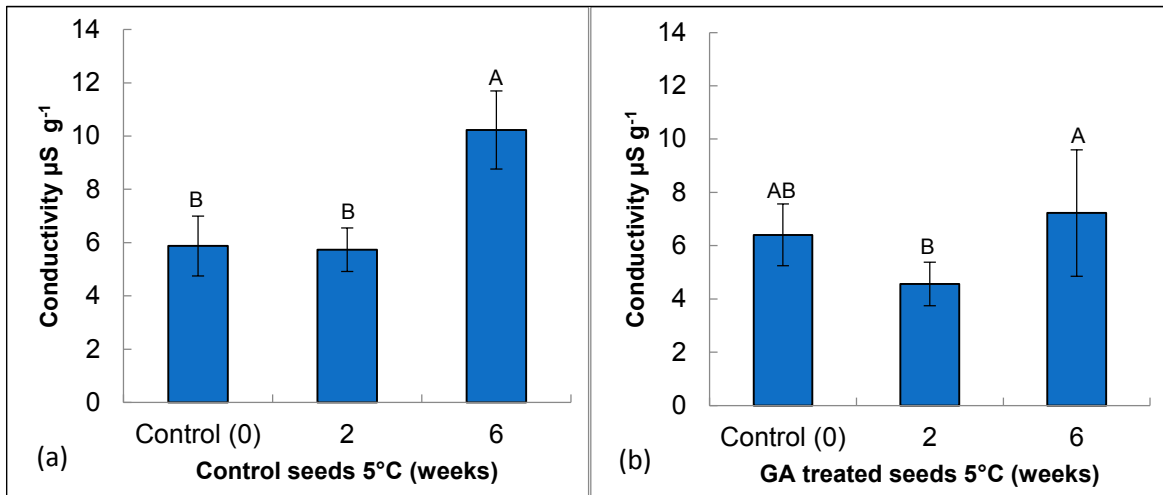 Conductivity µS g⁻¹
14
12
10
8
6
4
2
0
B
B
A
Control (0) 2 6
(a)
Control seeds 5°C (weeks)
Conductivity µS g⁻¹
14
12
10
8
6
4
2
0
AB
B
A
Control (0) 2 6
(b)
GA treated seeds 5°C (weeks)